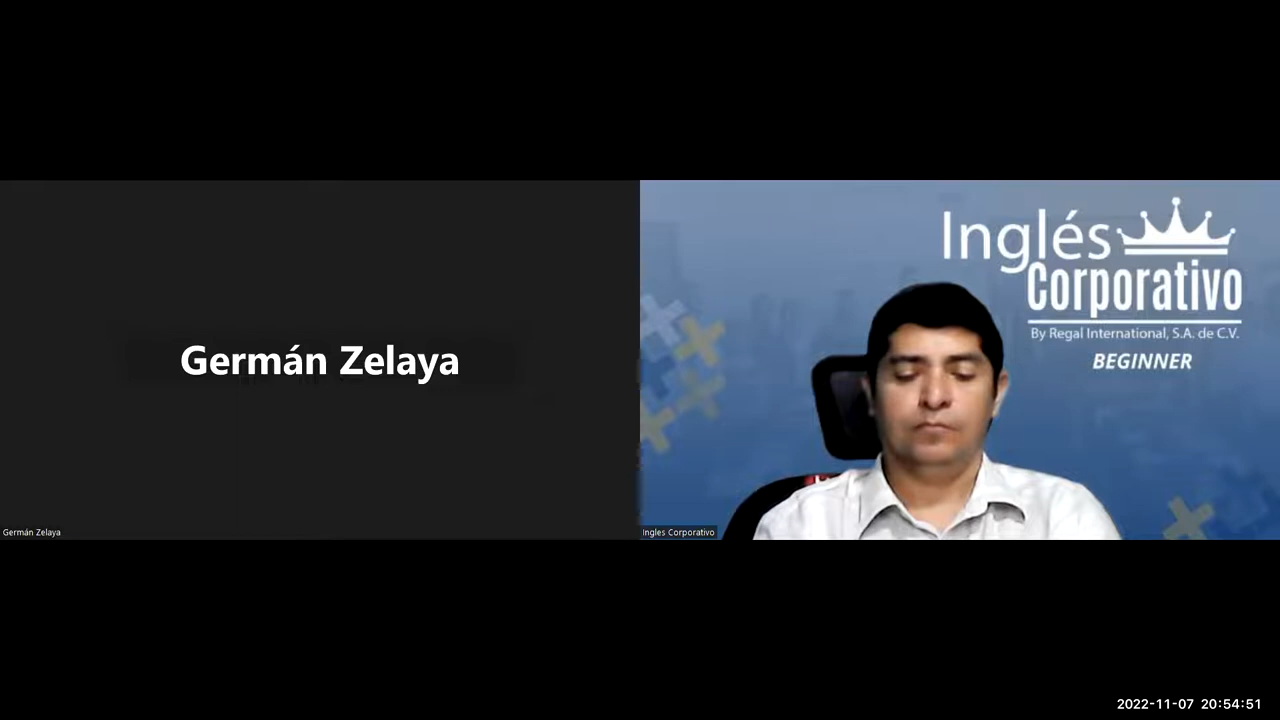 Germán Zelaya
Germán Zelaya
Inglés
Corporativo
By Regal International, S.A. de C.V.
BEGINNER
Ingles Corporativo
2022-11-07 20:54:51